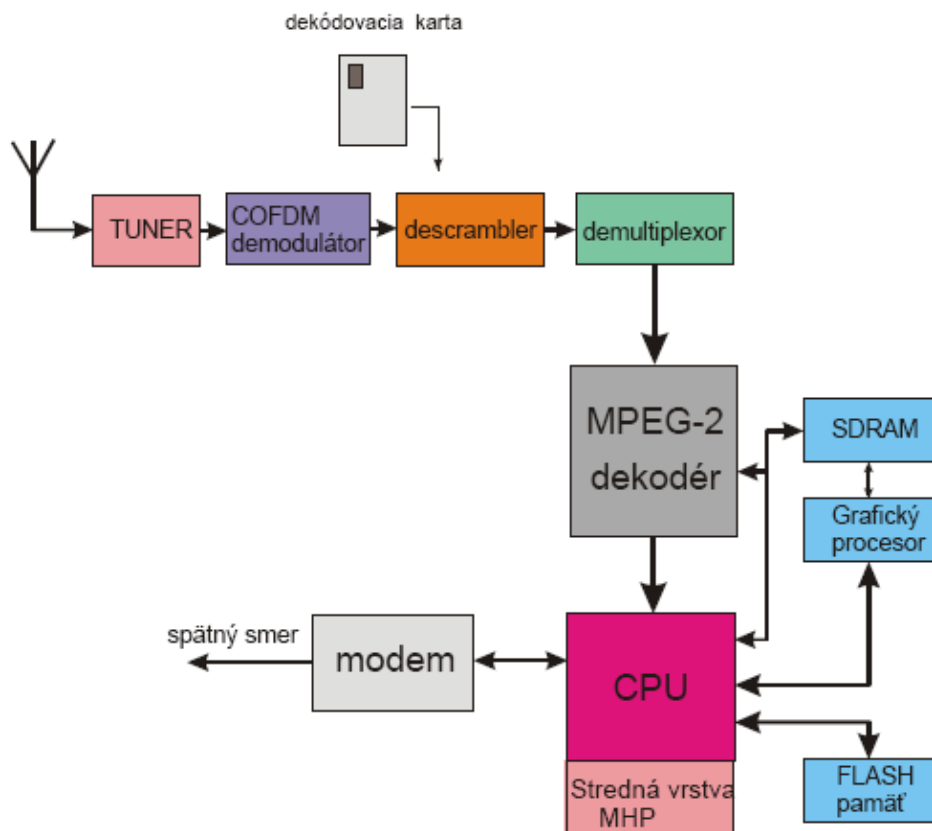 dekódovacia karta
TUNER
COFDM
demodulátor
descrambler
demultiplexor
MPEG-2
dekodér
SDRAM
Grafický
procesor
spätný smer
modem
CPU
Stredná vrstva
MHP
FLASH
pamäť